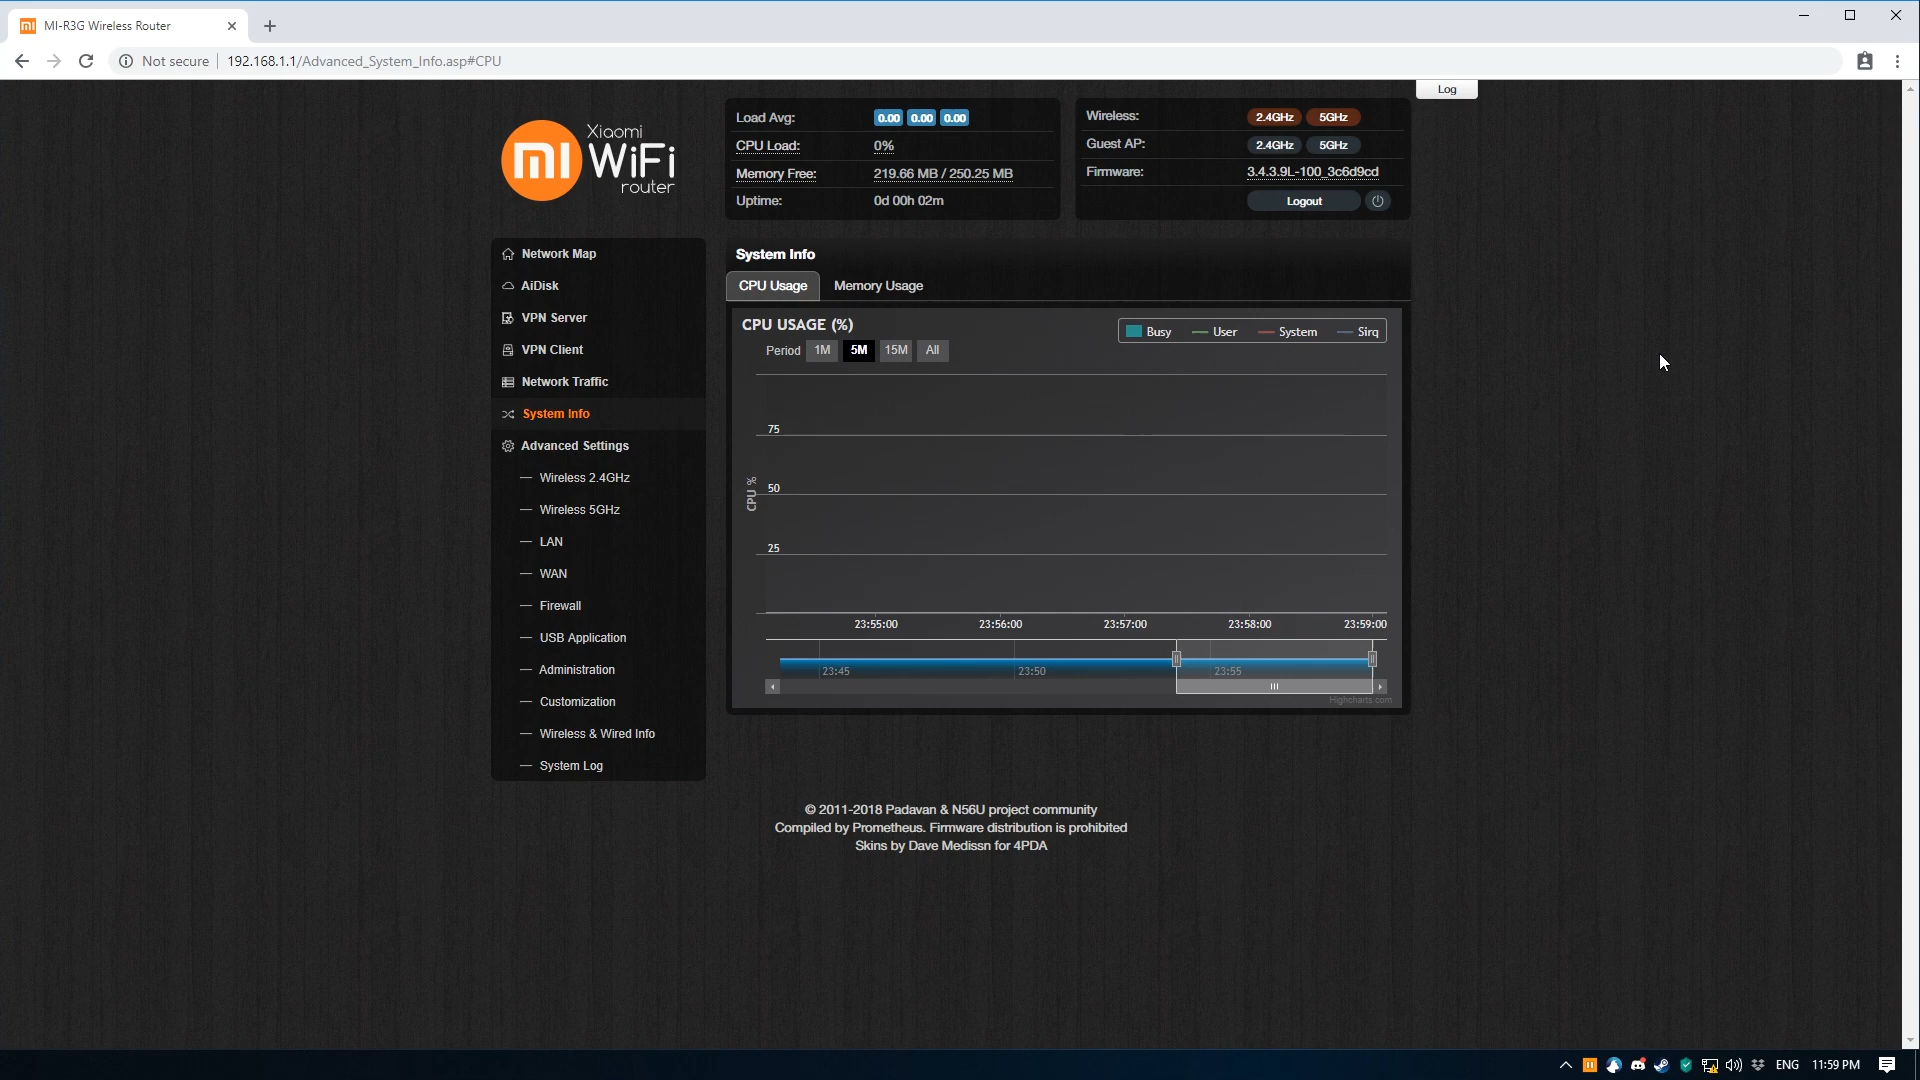 MI-R3G Wireless Router
Not secure
192.168.1.1/Advanced_System_Info.asp#CPU
Log
mi Xiaomi
WiFi
router
Load Avg: 0.00 0.00 0.00
CPU Load: 0%
Memory Free: 219.66 MB / 250.25 MB
Uptime: 0d 00h 02m
Wireless: 2.4GHz 5GHz
Guest AP: 2.4GHz 5GHz
Firmware: 3.4.3.9L-100_3c6d9cd
Logout
Network Map
AiDisk
VPN Server
VPN Client
Network Traffic
System Info
Advanced Settings
— Wireless 2.4GHz
— Wireless 5GHz
— LAN
— WAN
— Firewall
— USB Application
— Administration
— Customization
— Wireless & Wired Info
— System Log
System Info
CPU Usage Memory Usage
CPU USAGE (%)
Busy User System Sirq
Period 1M 5M 15M All
75
50
25
CPU %
23:55:00 23:56:00 23:57:00 23:58:00 23:59:00
23:45 23:50 23:55
Highcharts.com
© 2011-2018 Padavan & N56U project community
Compiled by Prometheus. Firmware distribution is prohibited
Skins by Dave Medissn for 4PDA
ENG 11:59 PM